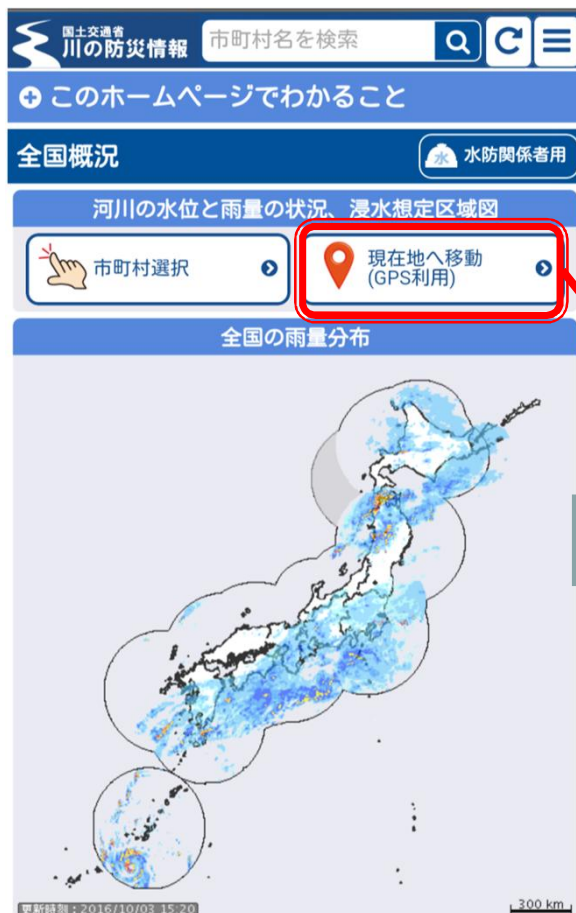 国土交通省
川の防災情報
市町村名を検索
このホームページでわかること
全国概況
水
水防関係者用
河川の水位と雨量の状況、浸水想定区域図
市町村選択
現在地へ移動
(GPS利用)
全国の雨量分布
更新時刻:2016/10/03 15:20
300 km